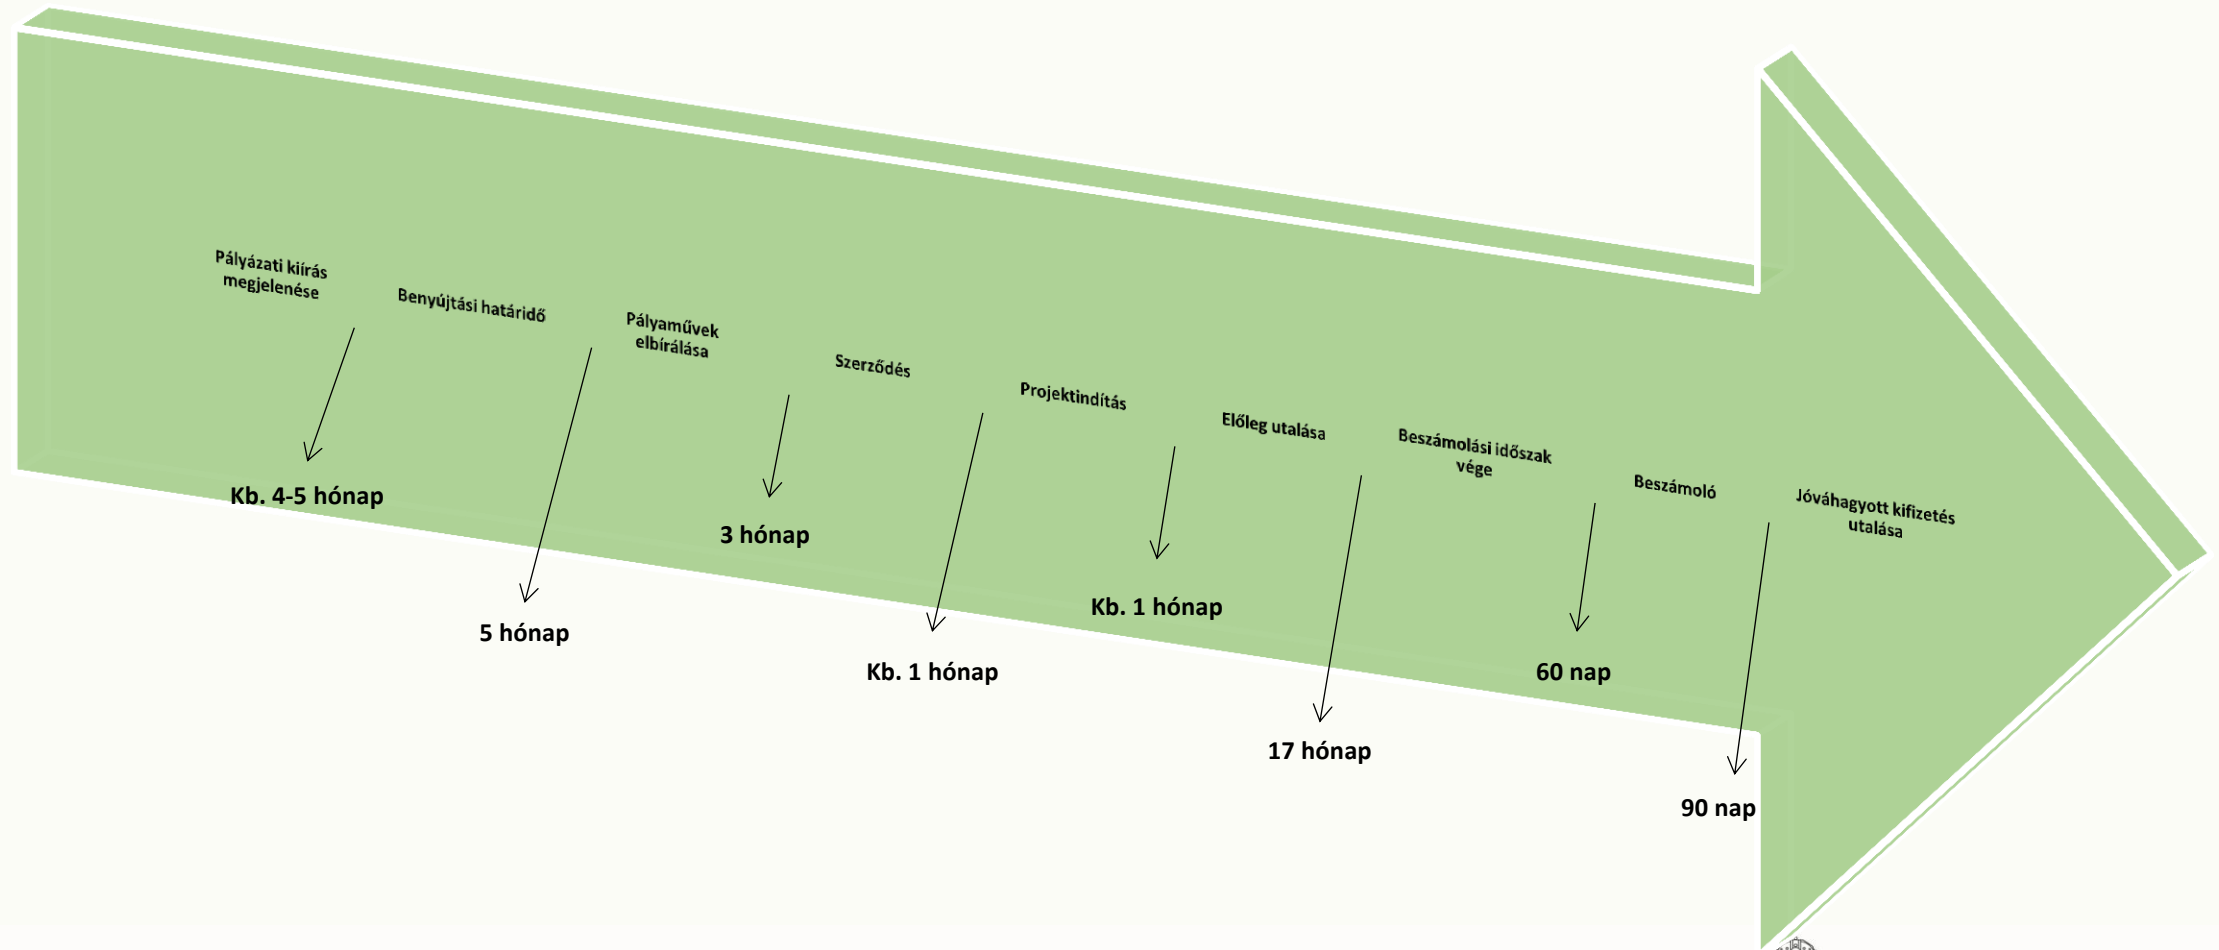 Pályázati kiírás
megjelenése
Benyújtási határidő
Pályaművek
elbírálása
Szerződés
Projektindítás
Előleg utalása
Beszámolási időszak
vége
Beszámoló
Jóváhagyott kifizetés
utalása
Kb. 4-5 hónap
5 hónap
3 hónap
Kb. 1 hónap
Kb. 1 hónap
17 hónap
60 nap
90 nap